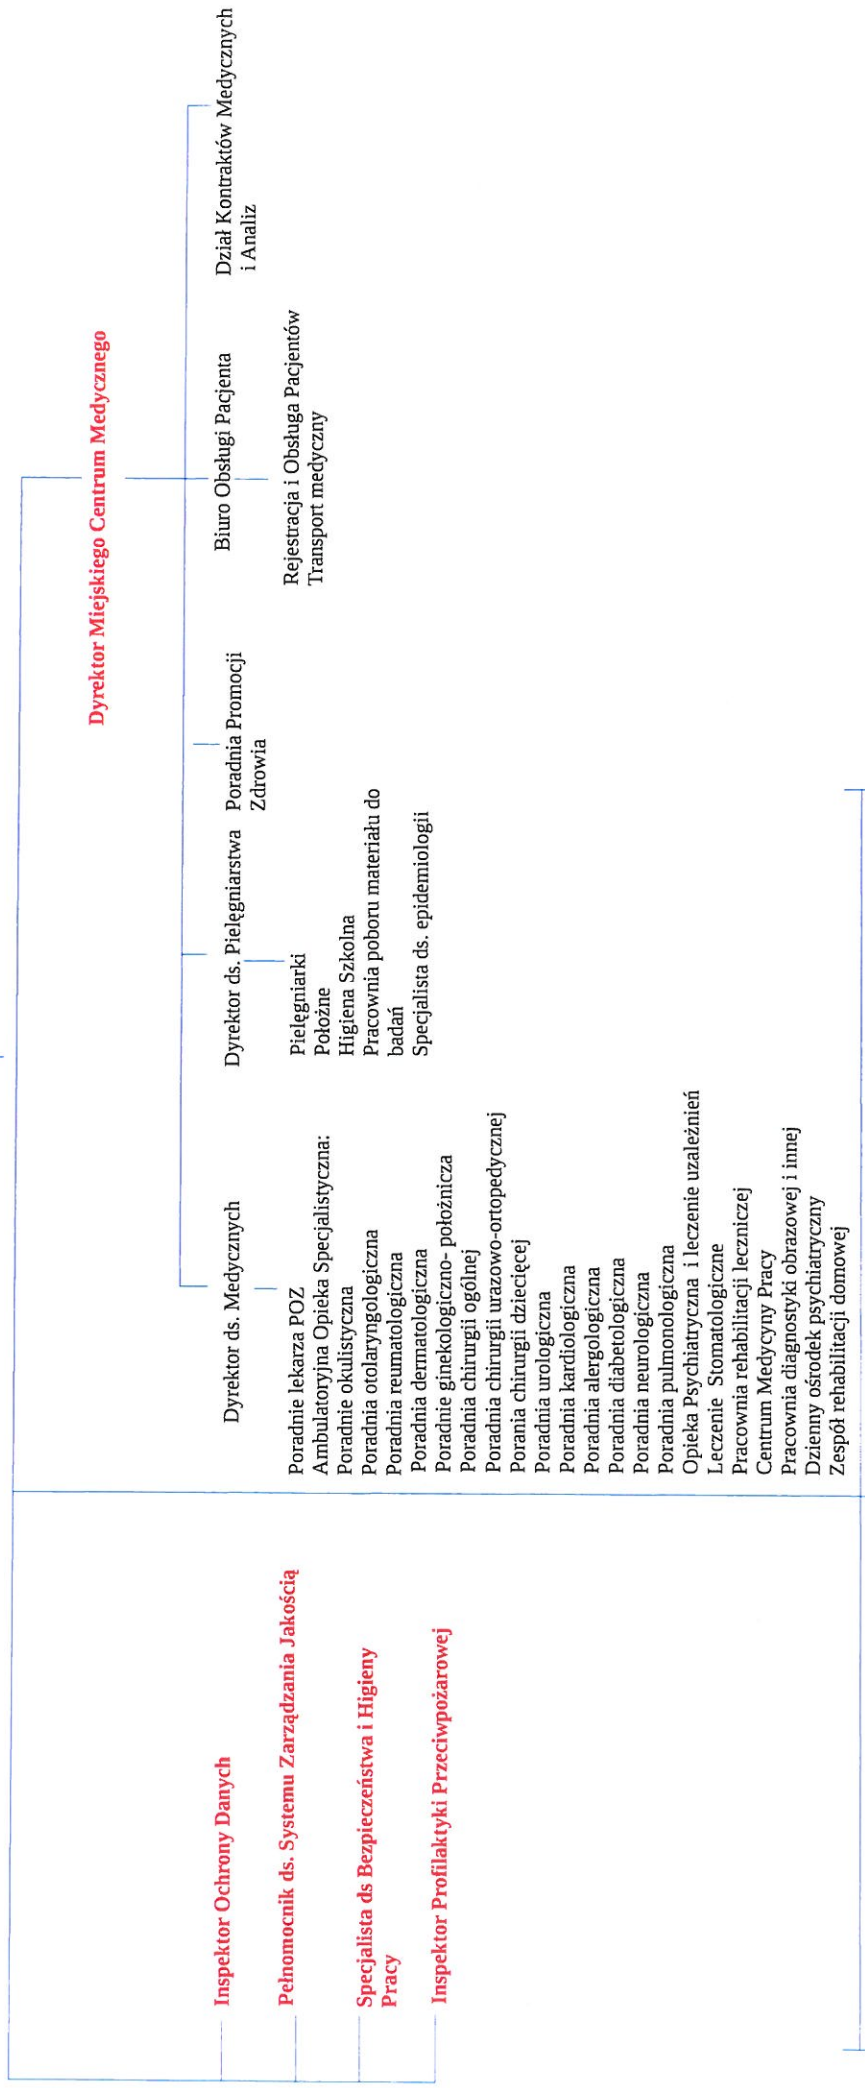 Dyrektor Miejskiego Centrum Medycznego
Inspektor Ochrony Danych
Pełnomocnik ds. Systemu Zarządzania Jakością
Specjalista ds Bezpieczeństwa i Higieny
Pracy
Inspektor Profilaktyki Przeciwpożarowej
Dyrektor ds. Medycznych
Poradnie lekarza POZ
Ambulatoryjna Opieka Specjalistyczna:
Poradnie okulistyczna
Poradnia otolaryngologiczna
Poradnia reumatologiczna
Poradnia dermatologiczna
Poradnie ginekologiczno- położnicza
Poradnia chirurgii ogólnej
Poradnia chirurgii urazowo-ortopedycznej
Porania chirurgii dziecięcej
Poradnia urologiczna
Poradnia kardiologiczna
Poradnia alergologiczna
Poradnia diabetologiczna
Poradnia neurologiczna
Poradnia pulmonologiczna
Opieka Psychiatryczna i leczenie uzależnień
Leczenie Stomatologiczne
Pracownia rehabilitacji leczniczej
Centrum Medycyny Pracy
Pracownia diagnostyki obrazowej i innej
Dzienny ośrodek psychiatryczny
Zespół rehabilitacji domowej
Dyrektor ds. Pielęgniarstwa
Pielęgniarki
Położne
Higiena Szkolna
Pracownia poboru materiału do
badań
Specjalista ds. epidemiologii
Poradnia Promocji
Zdrowia
Biuro Obsługi Pacjenta
Rejestracja i Obsługa Pacjentów
Transport medyczny
Dział Kontraktów Medycznych
i Analiz